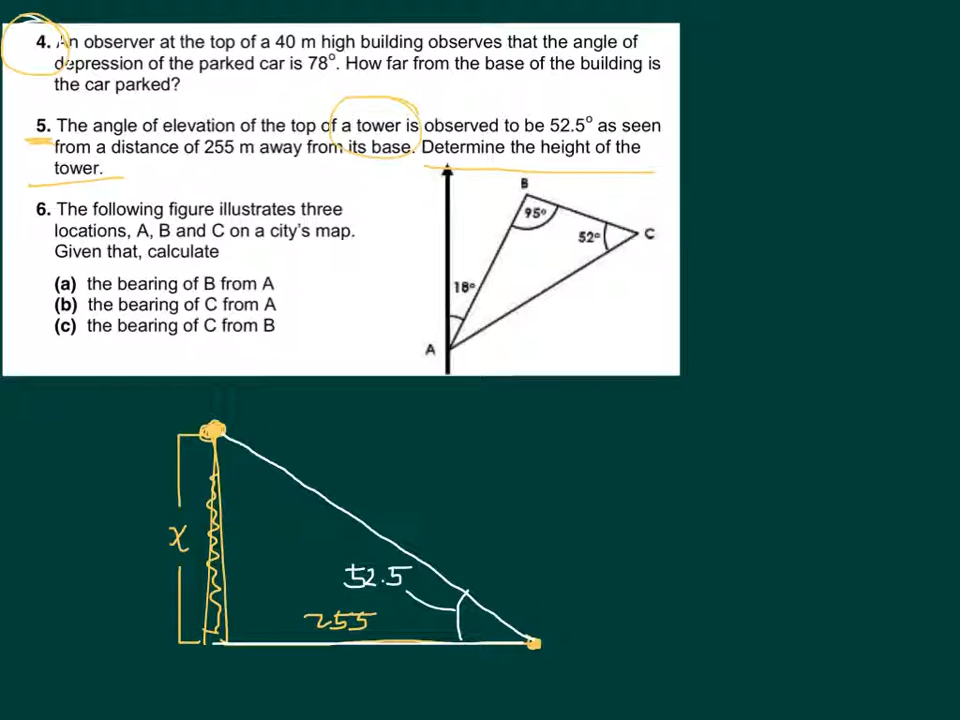 4. An observer at the top of a 40 m high building observes that the angle of
depression of the parked car is 78°. How far from the base of the building is
the car parked?
5. The angle of elevation of the top of a tower is observed to be 52.5° as seen
from a distance of 255 m away from its base. Determine the height of the
tower.
6. The following figure illustrates three
locations, A, B and C on a city's map.
Given that, calculate
(a) the bearing of B from A
(b) the bearing of C from A
(c) the bearing of C from B
B
95°
52°
C
18°
A
x
52.5
255